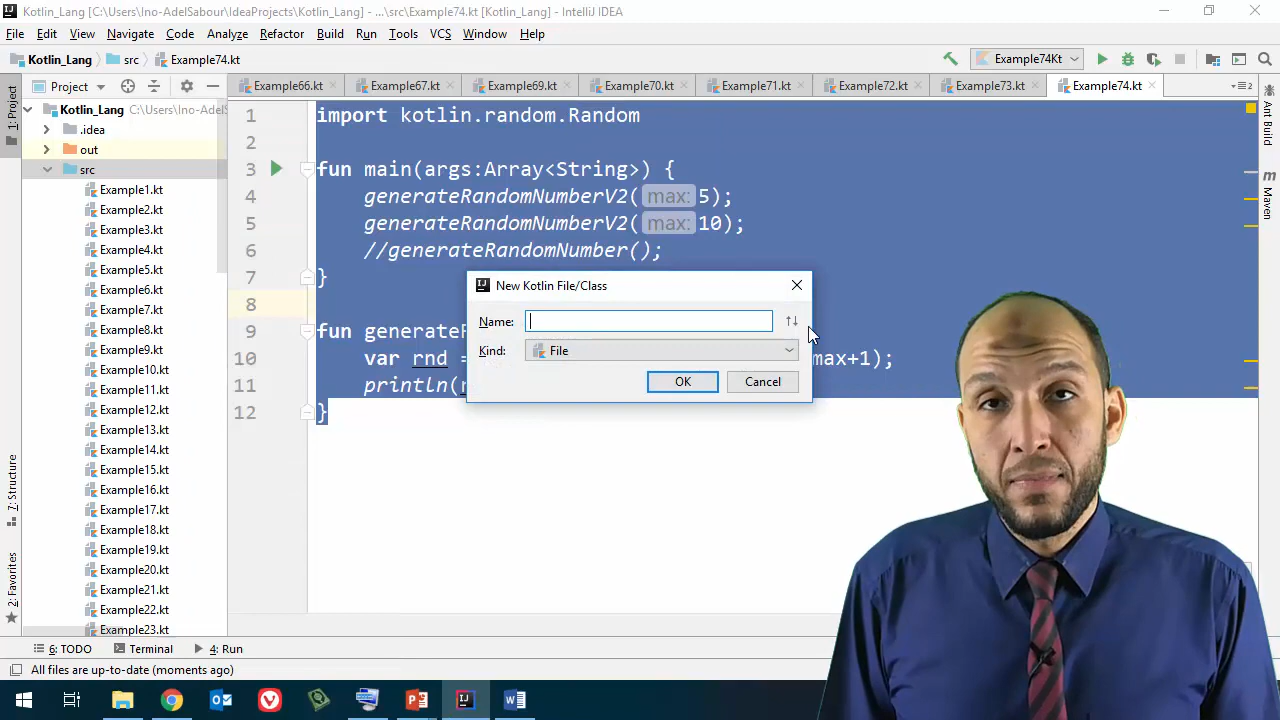 Kotlin_Lang [C:\Users\Ino-AdelSabour\IdeaProjects\Kotlin_Lang] - ...\src\Example74.kt [Kotlin_Lang] - IntelliJ IDEA
File Edit View Navigate Code Analyze Refactor Build Run Tools VCS Window Help
Kotlin_Lang src Example74.kt Example74Kt
Project Example66.kt Example67.kt Example69.kt Example70.kt Example71.kt Example72.kt Example73.kt Example74.kt
1: Project
7: Structure
2: Favorites
Kotlin_Lang C:\Users\Ino-AdelS
.idea
out
src
Example1.kt
Example2.kt
Example3.kt
Example4.kt
Example5.kt
Example6.kt
Example7.kt
Example8.kt
Example9.kt
Example10.kt
Example11.kt
Example12.kt
Example13.kt
Example14.kt
Example15.kt
Example16.kt
Example17.kt
Example18.kt
Example19.kt
Example20.kt
Example21.kt
Example22.kt
Example23.kt
1 import kotlin.random.Random
2
3 fun main(args:Array<String>) {
4 generateRandomNumberV2( max: 5);
5 generateRandomNumberV2( max: 10);
6 //generateRandomNumber();
7 }
8
9 fun generateR
10 var rnd = max+1);
11 println(
12 }
New Kotlin File/Class
Name:
Kind: File
OK Cancel
Ant Build
m Maven
6: TODO Terminal 4: Run
All files are up-to-date (moments ago)